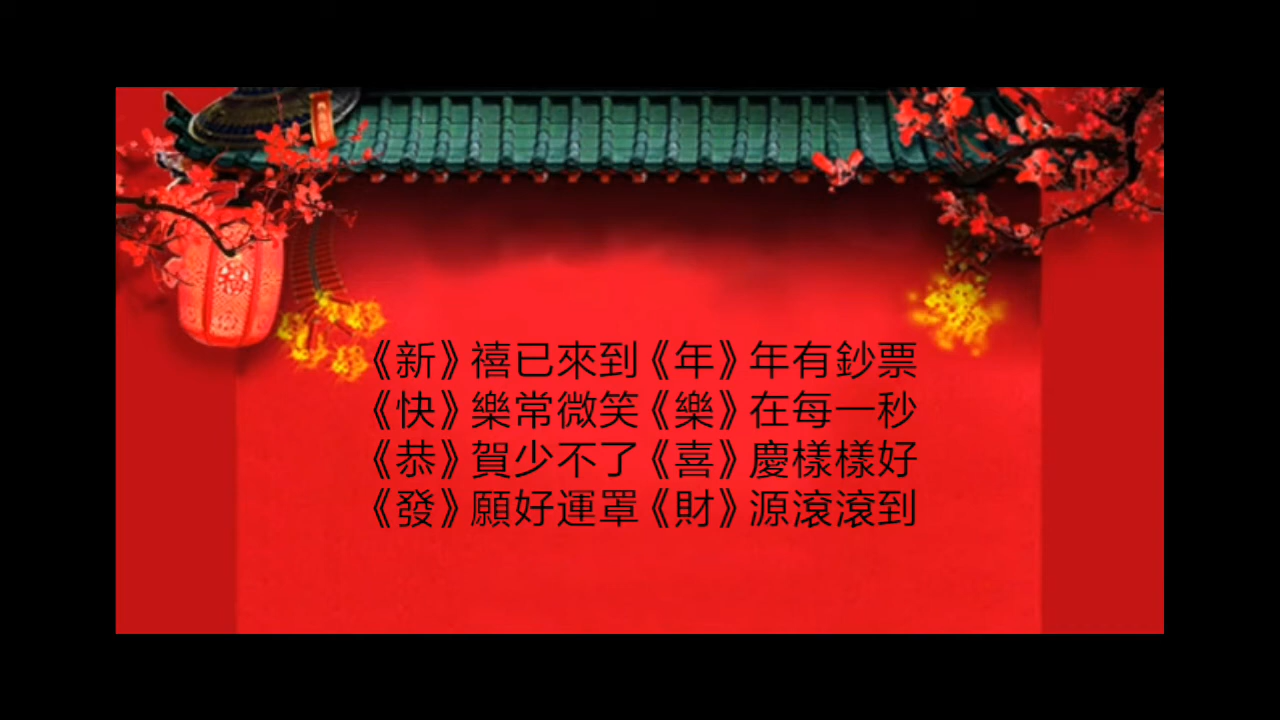 《新》禧已來到《年》年有鈔票
《快》樂常微笑《樂》在每一秒
《恭》賀少不了《喜》慶樣樣好
《發》願好運罩《財》源滾滾到